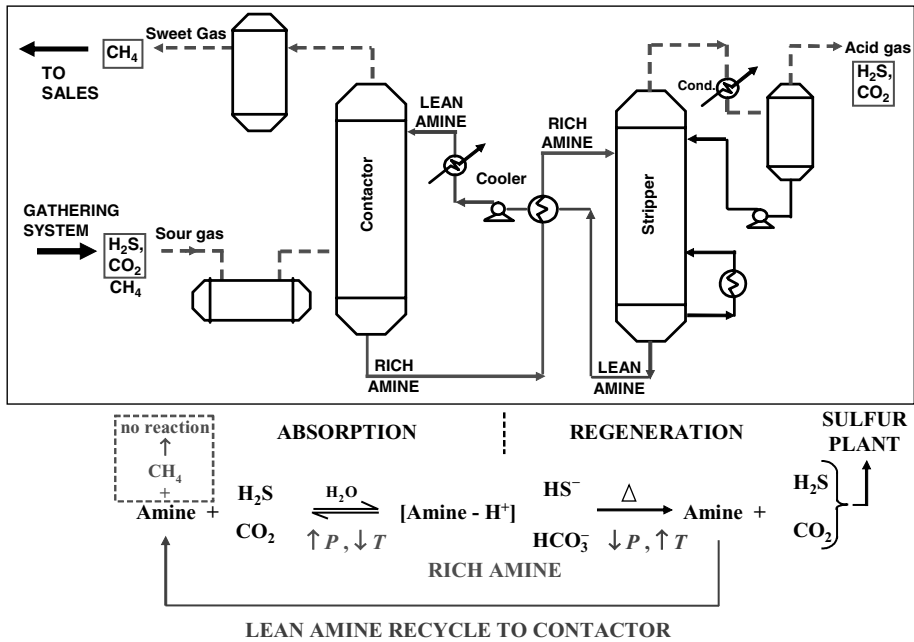 Sweet Gas
CH₄
TO
SALES
GATHERING
SYSTEM
Sour gas
H₂S,
CO₂
CH₄
Contactor
LEAN
AMINE
Cooler
RICH
AMINE
RICH
AMINE
LEAN
AMINE
Stripper
Cond.
Acid gas
H₂S,
CO₂
ABSORPTION
REGENERATION
SULFUR
PLANT
no reaction
↑
CH₄
+
Amine + H₂S CO₂ H₂O ⇌ [Amine - H⁺] HS⁻ HCO₃⁻ △ → Amine + H₂S CO₂
↑ P , ↓ T
↓ P , ↑ T
RICH AMINE
LEAN AMINE RECYCLE TO CONTACTOR